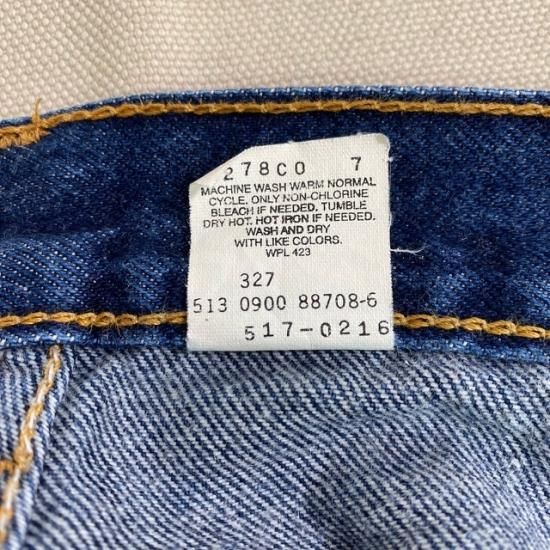 278CO 7
MACHINE WASH WARM NORMAL
CYCLE. ONLY NON-CHLORINE
BLEACH IF NEEDED. TUMBLE
DRY HOT. HOT IRON IF NEEDED.
WASH AND DRY
WITH LIKE COLORS.
WPL 423
327
513 0900 88708-6
517-0216